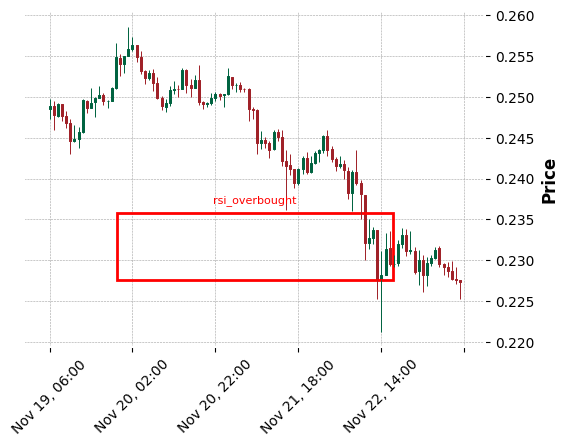 0.260
0.255
0.250
0.245
0.240
0.235
0.230
0.225
0.220
Price
rsi_overbought
Nov 19, 06:00
Nov 20, 02:00
Nov 20, 22:00
Nov 21, 18:00
Nov 22, 14:00